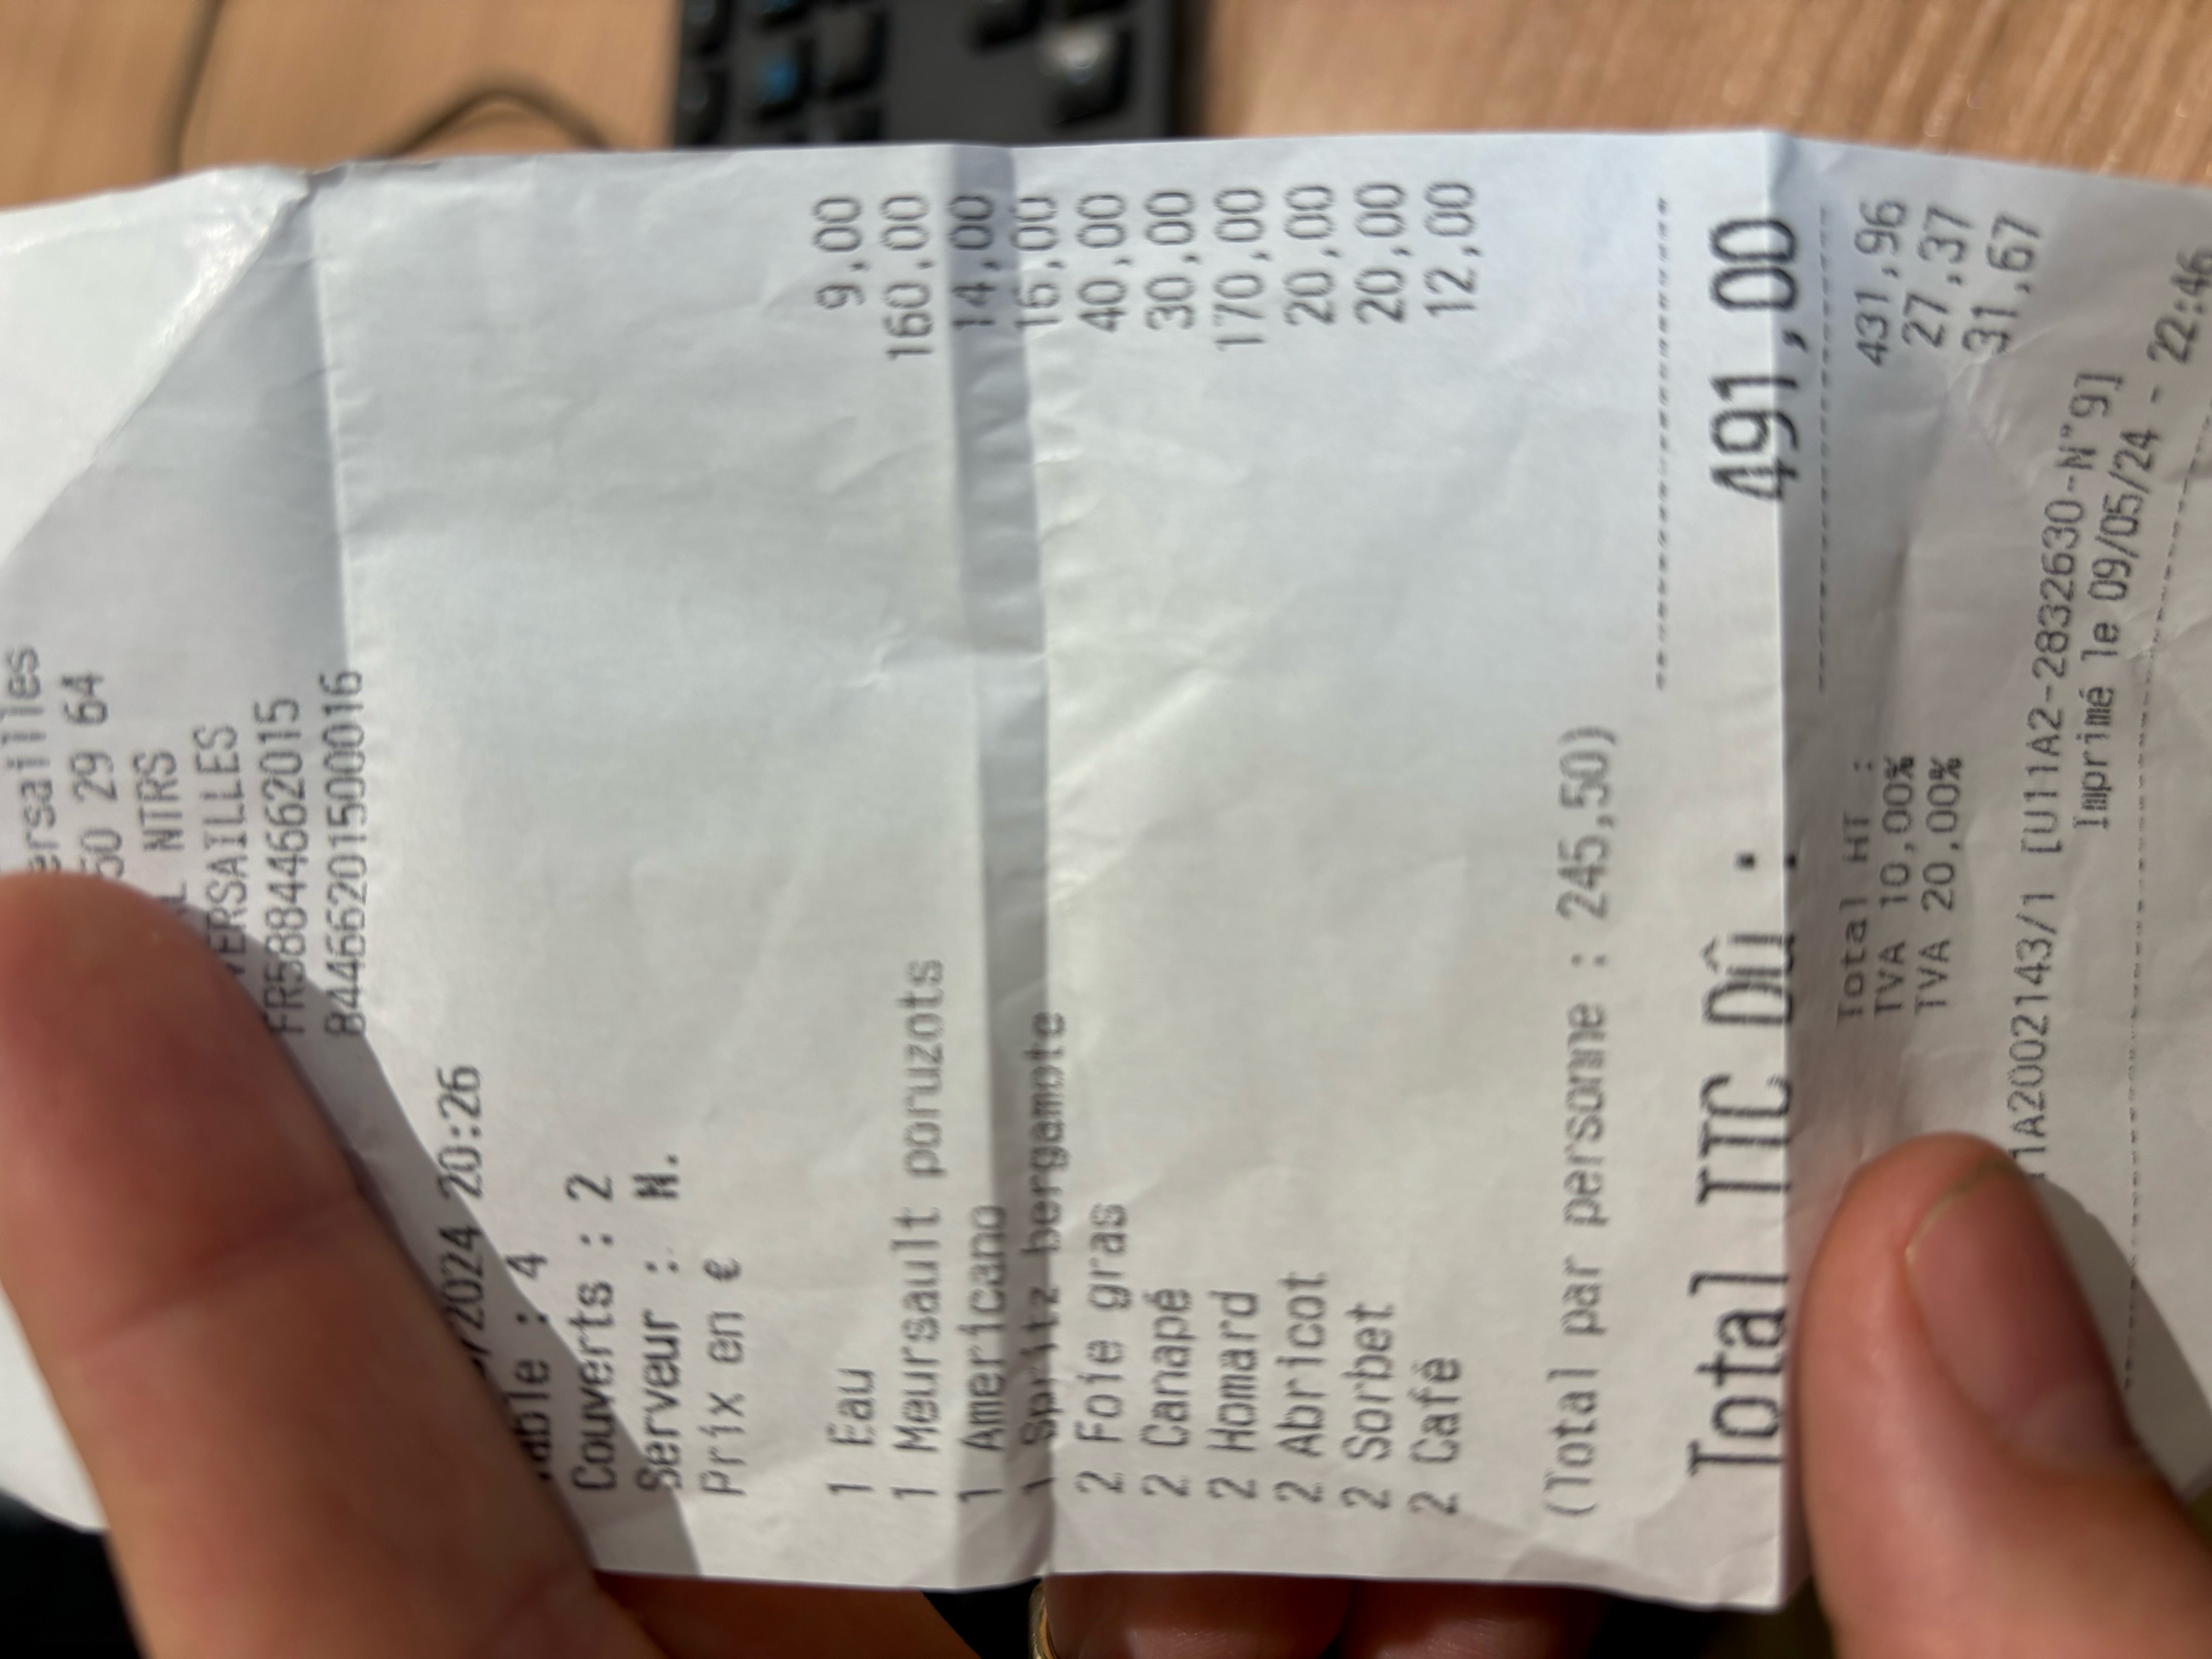 ersailles
50 29 64
NTRS
VERSAILLES
FR58844662015
84466201500016
/2024 20:26
able : 4
Couverts : 2
Serveur : N.
Prix en €
1 Eau 9,00
1 Meursault poruzots 160,00
1 Americano 14,00
1 Spritz bergamote 16,00
2 Foie gras 40,00
2 Canapé 30,00
2 Homard 170,00
2 Abricot 20,00
2 Sorbet 20,00
2 Café 12,00
(Total par personne : 245,50)
Total TTC Dû : 491,00
Total HT : 431,96
TVA 10,00% 27,37
TVA 20,00% 31,67
1A2002143/1 [U11A2-2832630-N°9]
Imprimé le 09/05/24 - 22:46